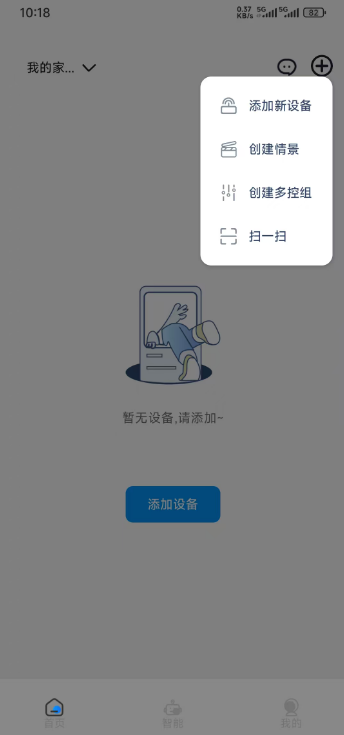 10:18
0.37 KB/s 5G 5G 82
我的家...
添加新设备
创建情景
创建多控组
扫一扫
暂无设备,请添加~
添加设备
首页 智能 我的